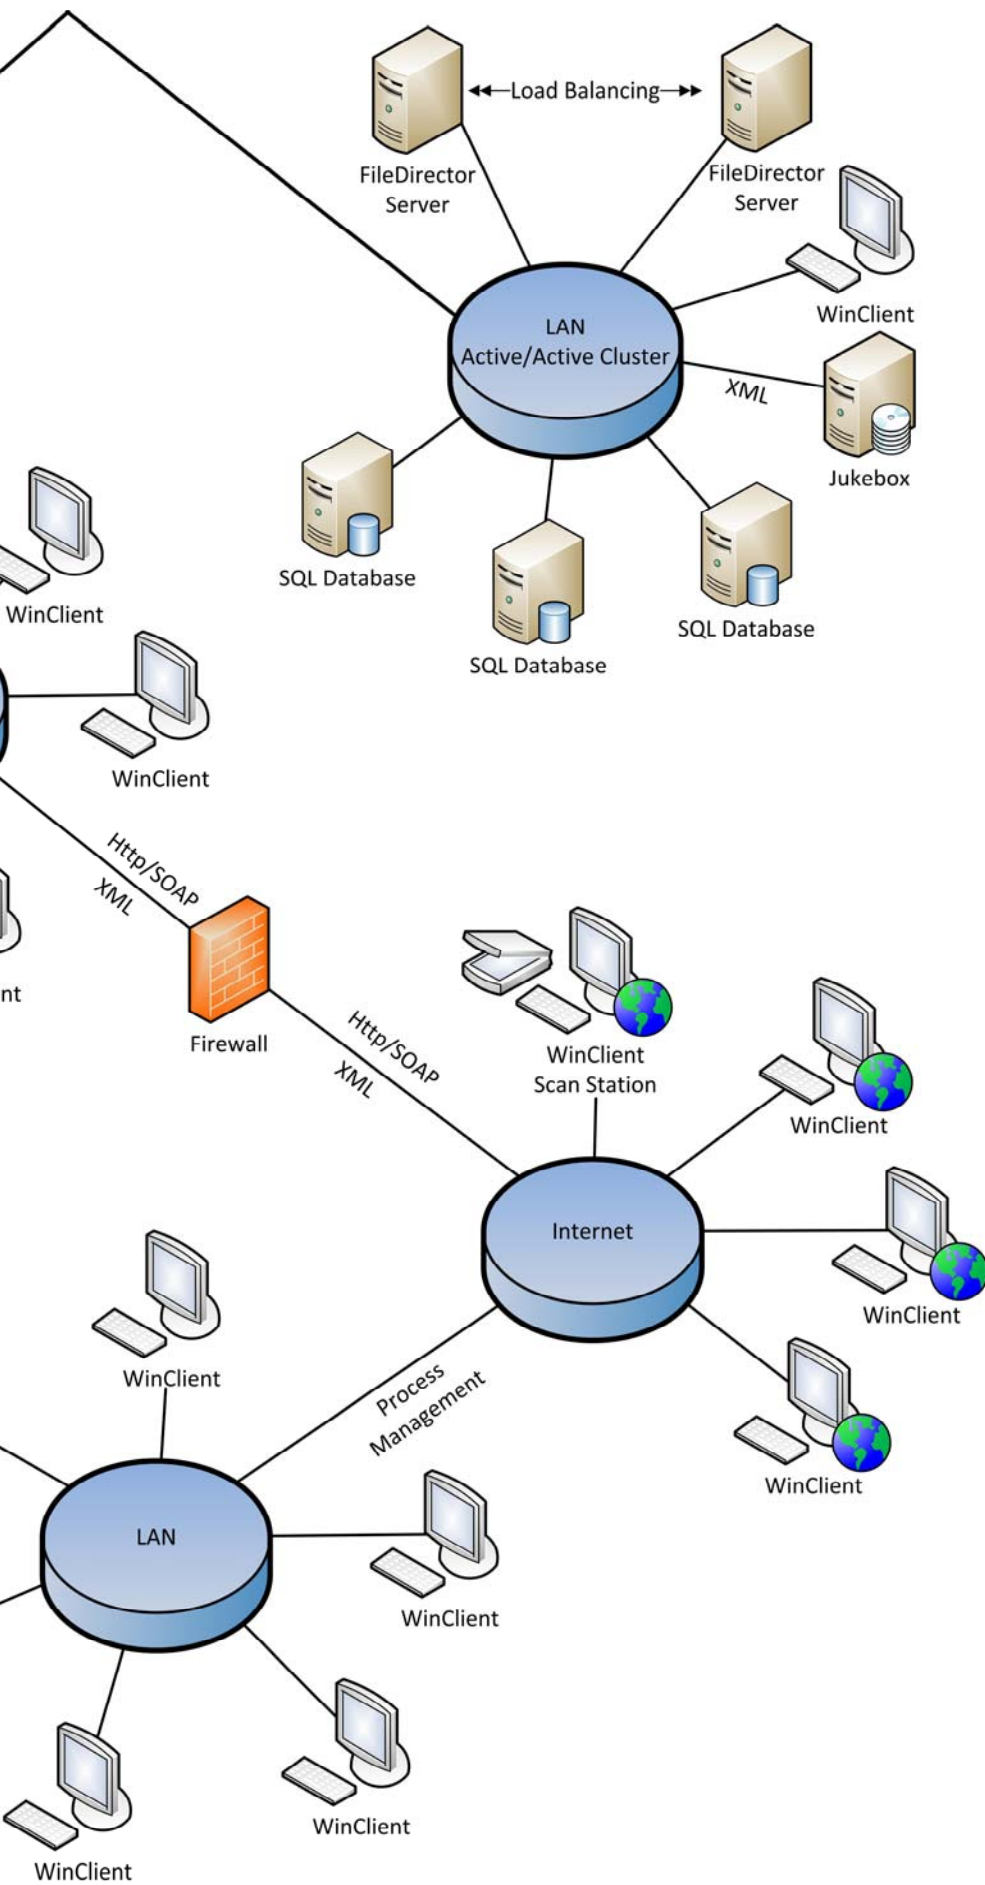 Load Balancing
FileDirector
Server
FileDirector
Server
WinClient
LAN
Active/Active Cluster
XML
Jukebox
SQL Database
SQL Database
SQL Database
WinClient
WinClient
Http/SOAP
XML
nt
Firewall
Http/SOAP
XML
WinClient
Scan Station
WinClient
Internet
WinClient
WinClient
Process
Management
WinClient
LAN
WinClient
WinClient
WinClient